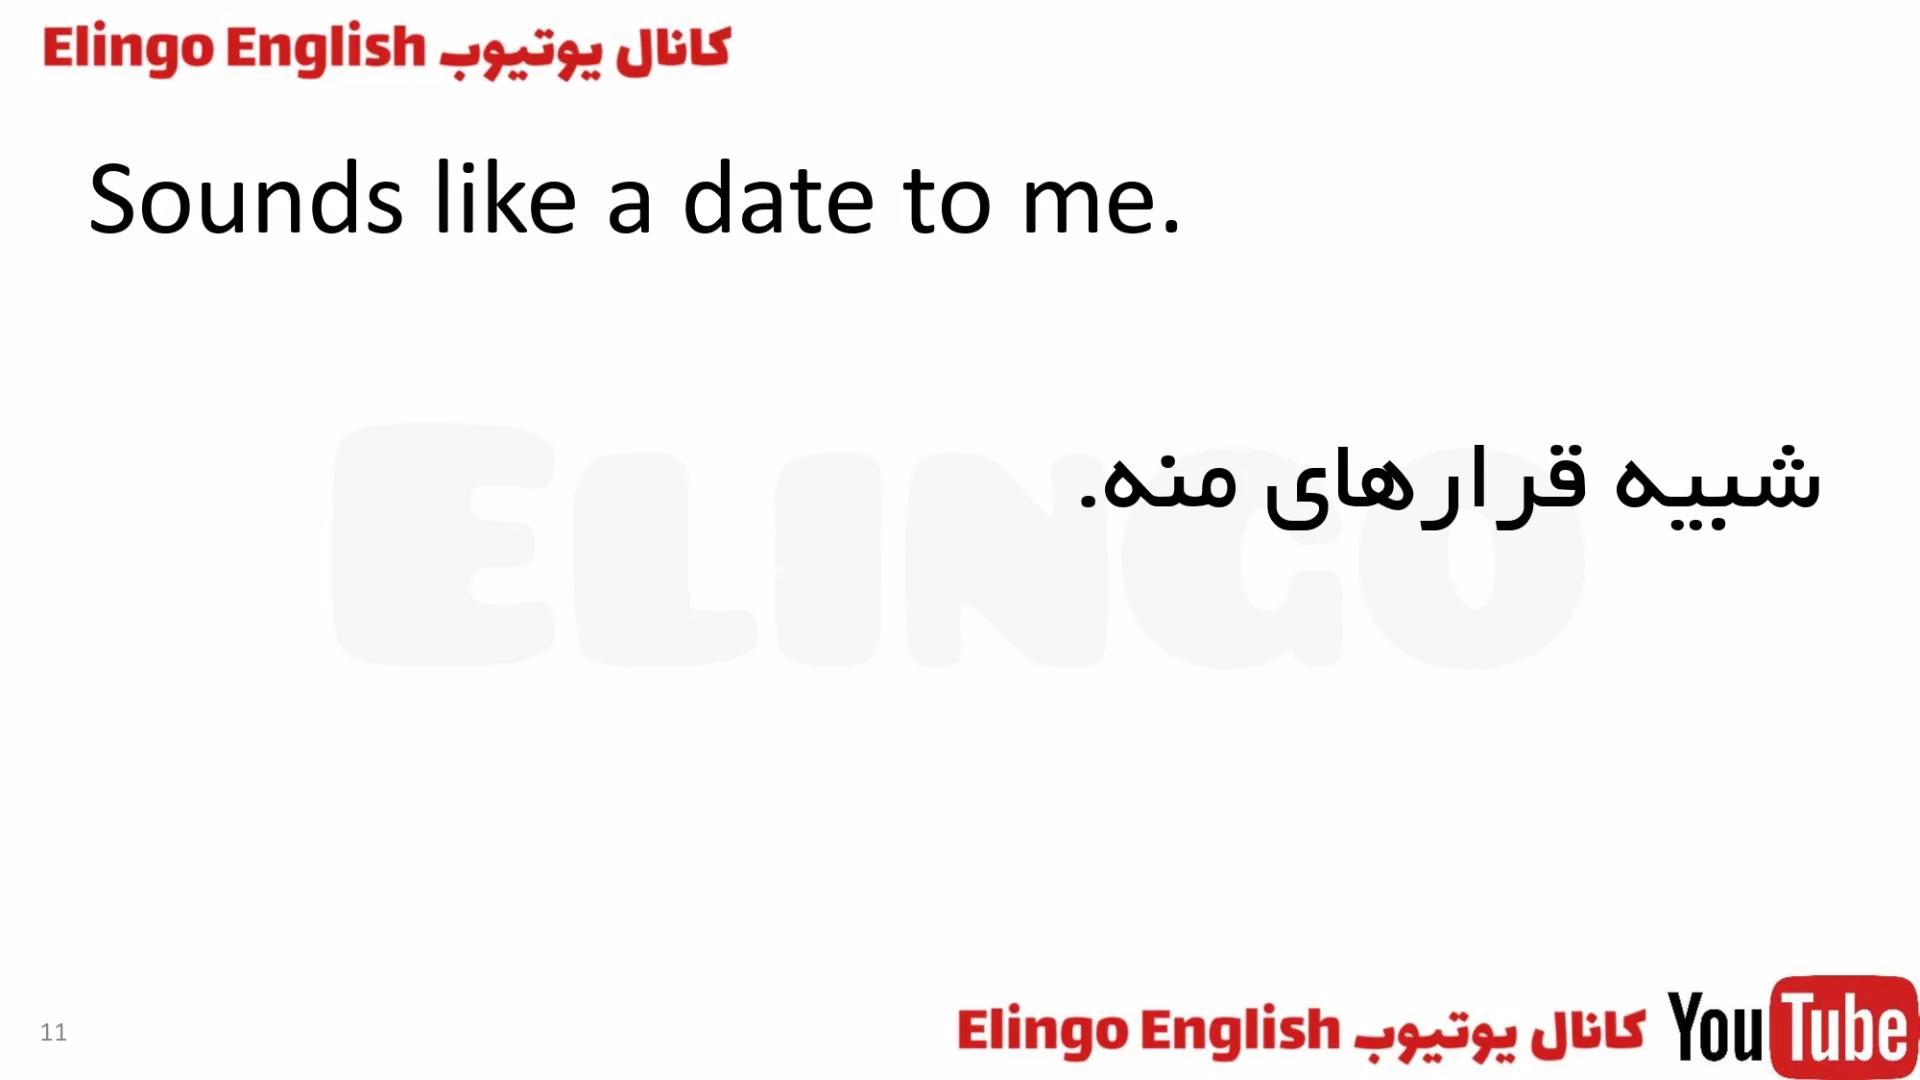 Elingo English کانال یوتیوب
Sounds like a date to me.
شبیه قرارهای منه.
ELINGO
11
Elingo English کانال یوتیوب YouTube